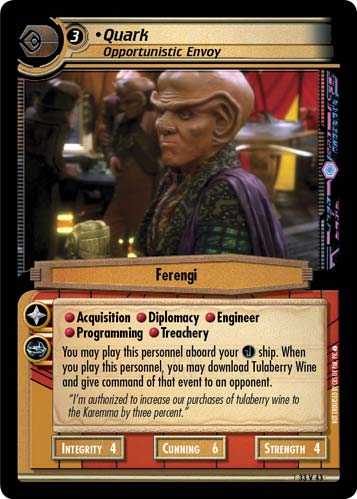 3 • Quark
Opportunistic Envoy
Ferengi
Acquisition Diplomacy Engineer
Programming Treachery
You may play this personnel aboard your ship. When
you play this personnel, you may download Tulaberry Wine
and give command of that event to an opponent.
"I'm authorized to increase our purchases of tulaberry wine to
the Karemma by three percent."
INTEGRITY 4 CUNNING 6 STRENGTH 4
33 V 43